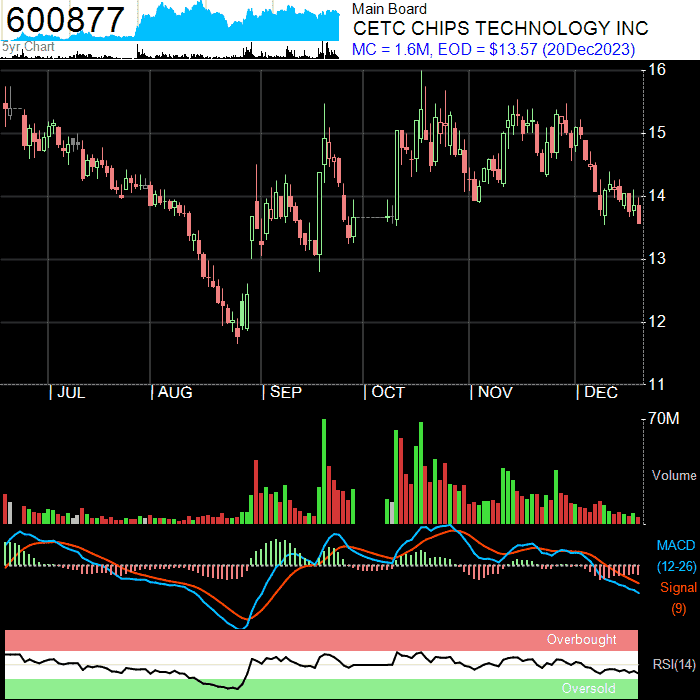 600877
5yr Chart
Main Board
CETC CHIPS TECHNOLOGY INC
MC = 1.6M, EOD = $13.57 (20Dec2023)
16
15
14
13
12
11
| JUL | AUG | SEP | OCT | NOV | DEC
70M
Volume
MACD
(12-26)
Signal
(9)
Overbought
RSI(14)
Oversold